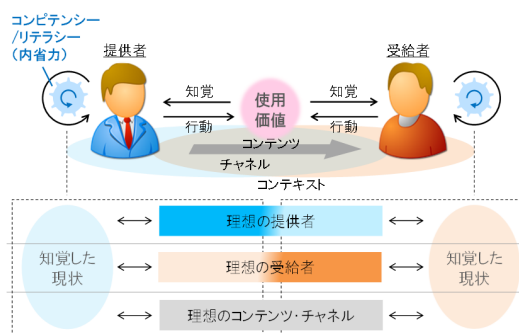 コンピテンシー
/リテラシー
(内省力)
提供者
受給者
知覚
行動
使用
価値
知覚
行動
コンテンツ
チャネル
コンテキスト
知覚した
現状
理想の提供者
理想の受給者
理想のコンテンツ・チャネル
知覚した
現状